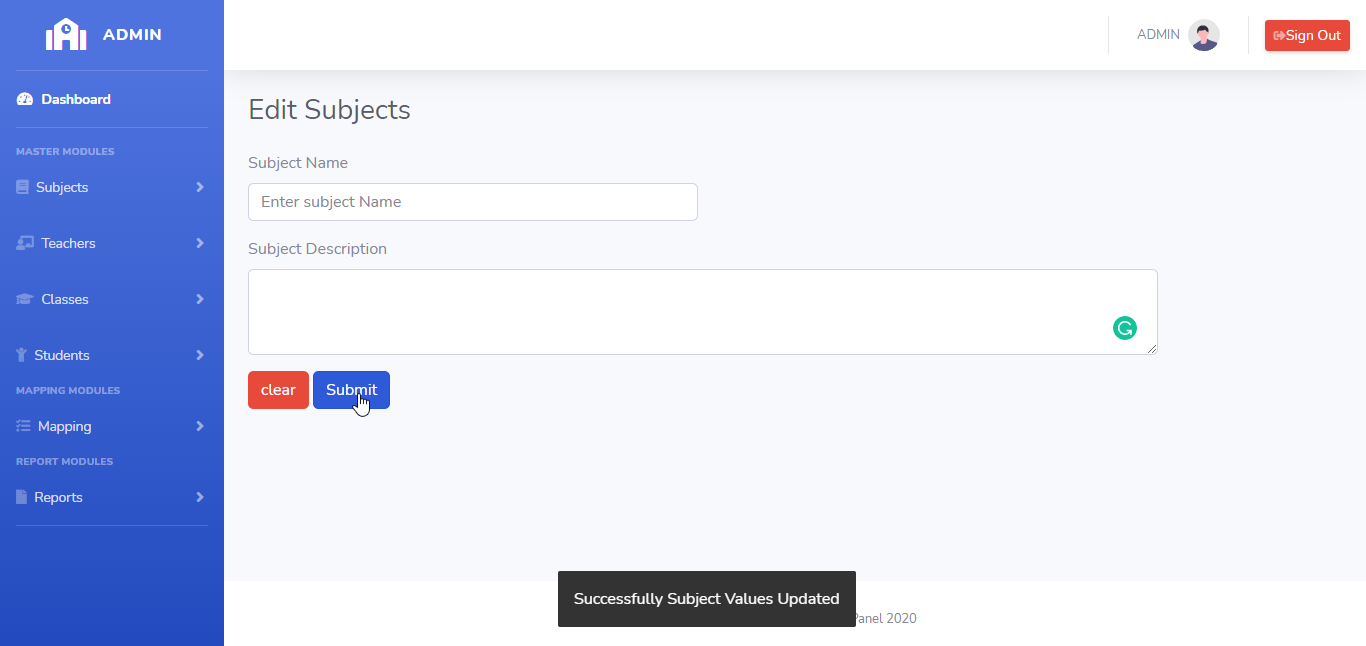 ADMIN
ADMIN
Sign Out
Dashboard
Edit Subjects
MASTER MODULES
Subject Name
Subjects
Enter subject Name
Teachers
Subject Description
Classes
Students
clear
Submit
MAPPING MODULES
Mapping
REPORT MODULES
Reports
Successfully Subject Values Updated
Panel 2020